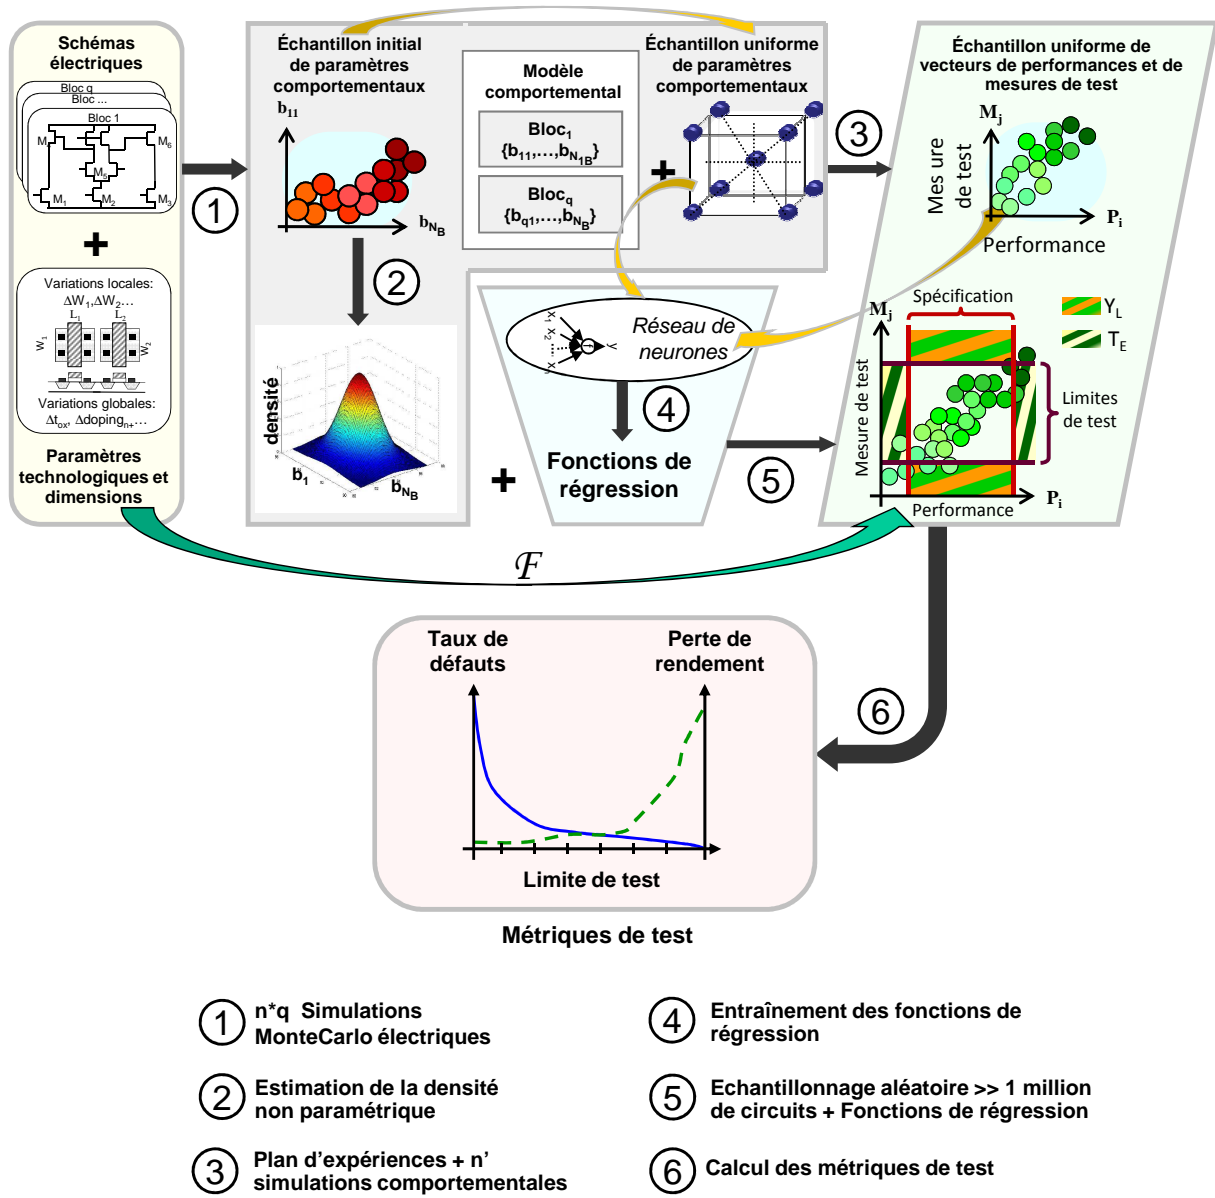 Schémas
électriques
Bloc q
Bloc ...
Bloc 1
M6
M5
M1
M2
M3
+
Variations locales:
ΔW1,ΔW2...
L1
L2
W1
W2
Variations globales:
Δtox, Δdopingn+...
Paramètres
technologiques et
dimensions
1
Échantillon initial
de paramètres
comportementaux
b11
bNB
2
densité
b1
bNB
Modèle
comportemental
Bloc1
{b11,...,bN1B}
Blocq
{bq1,...,bNB}
+
Échantillon uniforme
de paramètres
comportementaux
3
Échantillon uniforme de
vecteurs de performances et de
mesures de test
Mj
Mes ure
de test
Pi
Performance
+
x1
x2
xn
f
y
Réseau de
neurones
4
Fonctions de
régression
5
Spécification
Mj
YL
TE
Mesure de test
Limites
de test
Pi
Performance
F
6
Taux de
défauts
Perte de
rendement
Limite de test
Métriques de test
1 n*q Simulations
MonteCarlo électriques
2 Estimation de la densité
non paramétrique
3 Plan d'expériences + n'
simulations comportementales
4 Entraînement des fonctions de
régression
5 Echantillonnage aléatoire >> 1 million
de circuits + Fonctions de régression
6 Calcul des métriques de test